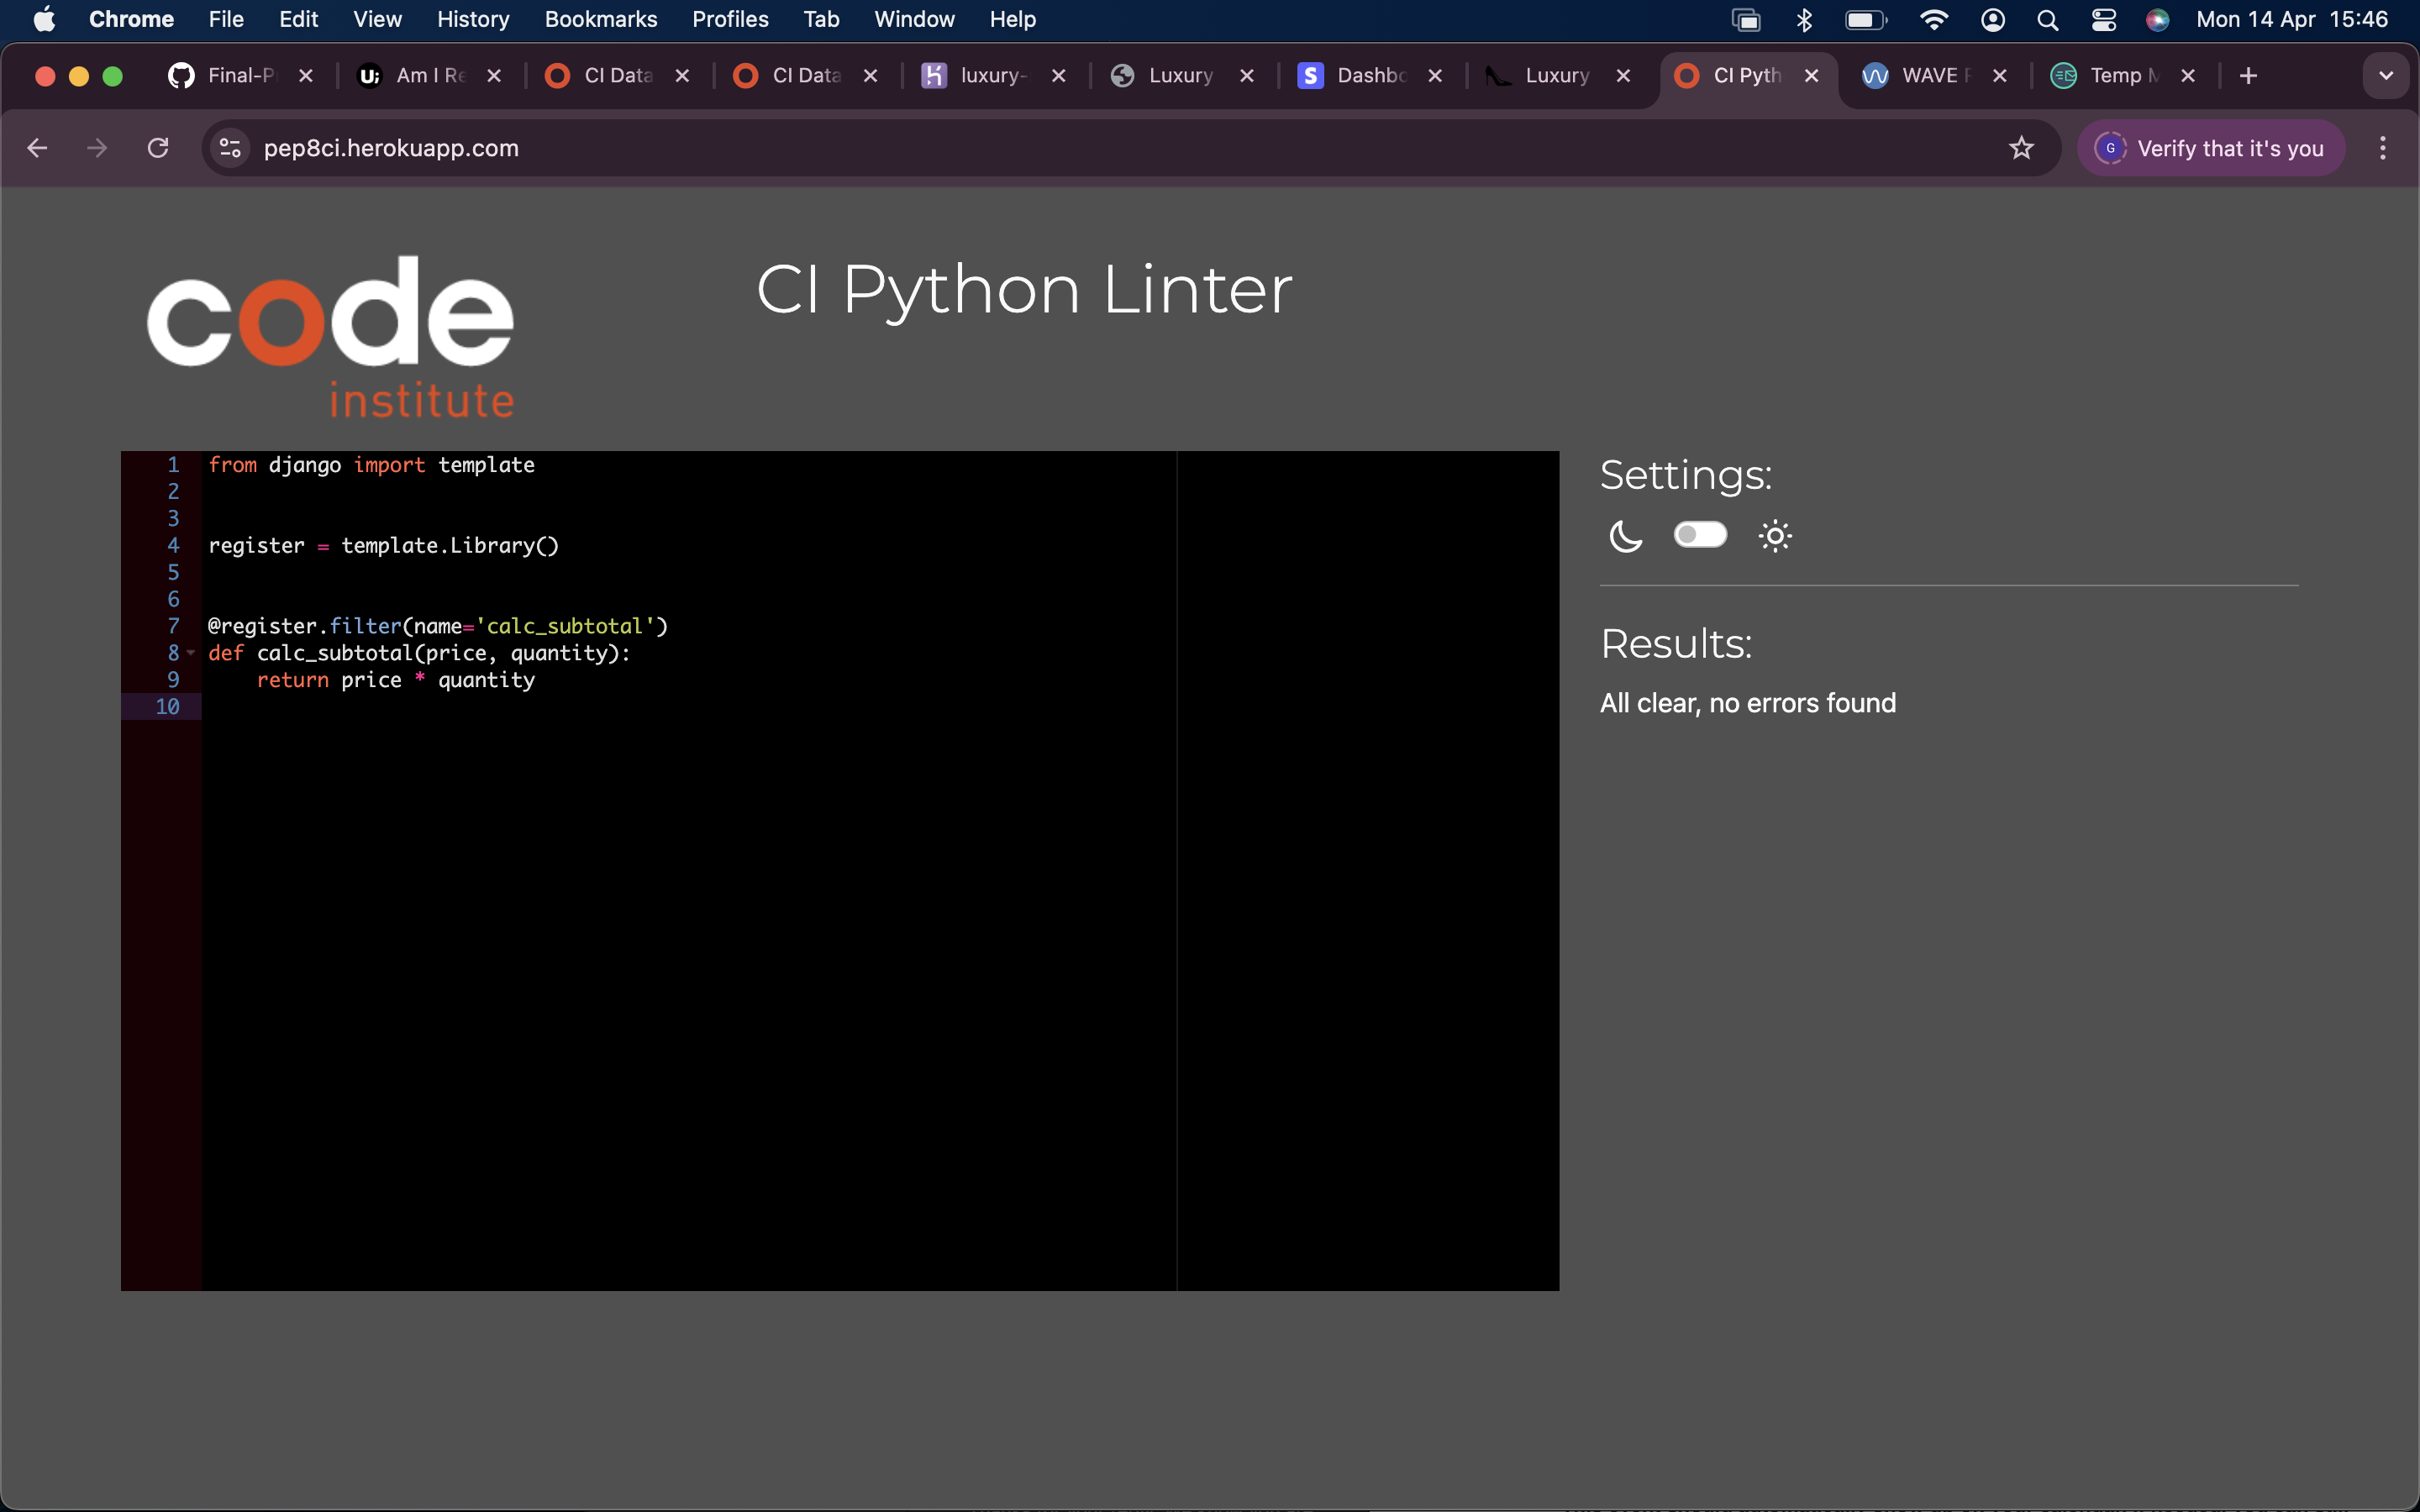 Chrome File Edit View History Bookmarks Profiles Tab Window Help Mon 14 Apr 15:46
Final-P Am I Re CI Data CI Data luxury- Luxury Dashbo Luxury CI Pyth WAVE Temp
pep8ci.herokuapp.com G Verify that it's you
code
institute
CI Python Linter
1 from django import template
2
3
4 register = template.Library()
5
6
7 @register.filter(name='calc_subtotal')
8 def calc_subtotal(price, quantity):
9 return price * quantity
10
Settings:
Results:
All clear, no errors found